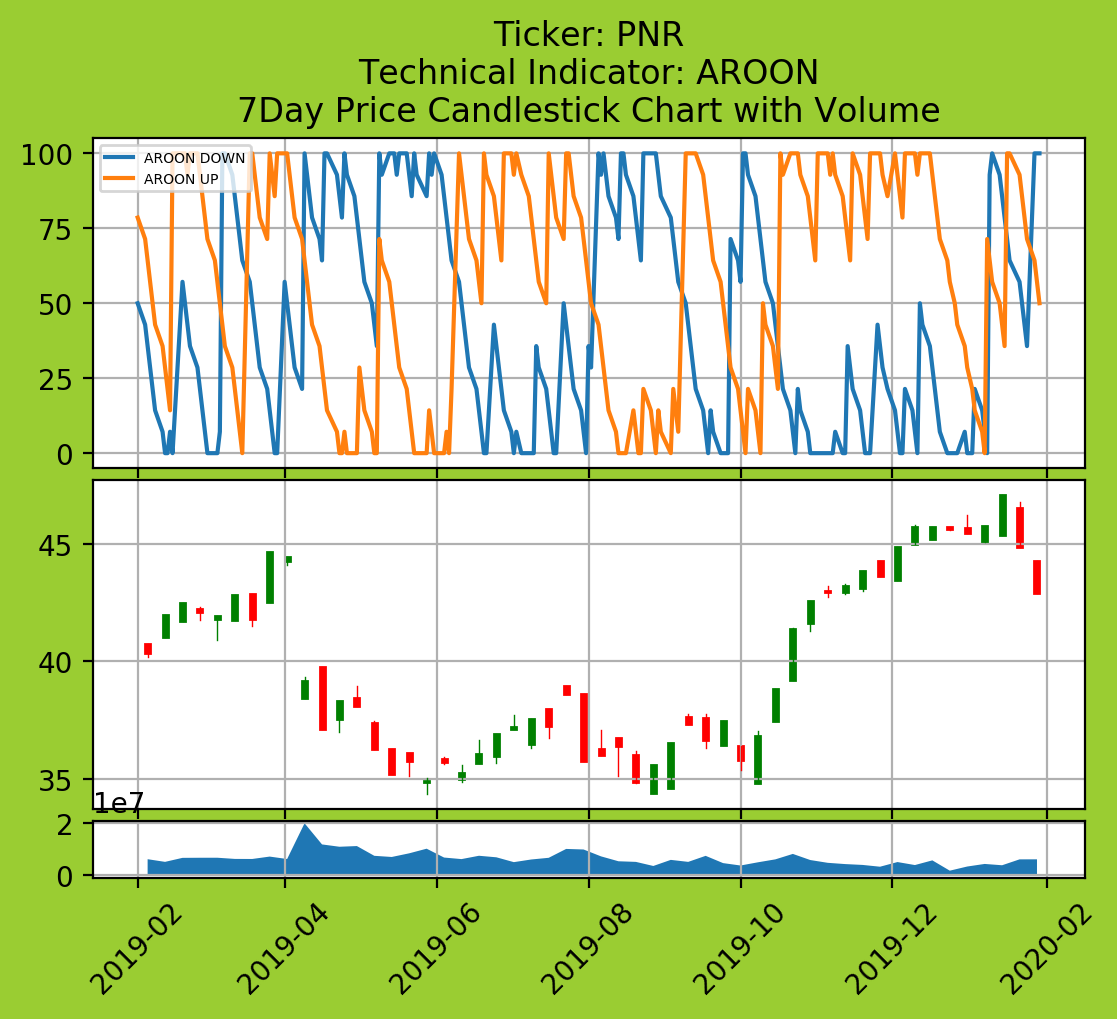 Ticker: PNR
Technical Indicator: AROON
7Day Price Candlestick Chart with Volume
100
75
50
25
0
AROON DOWN
AROON UP
45
40
35
1e7
2
0
2019-02
2019-04
2019-06
2019-08
2019-10
2019-12
2020-02